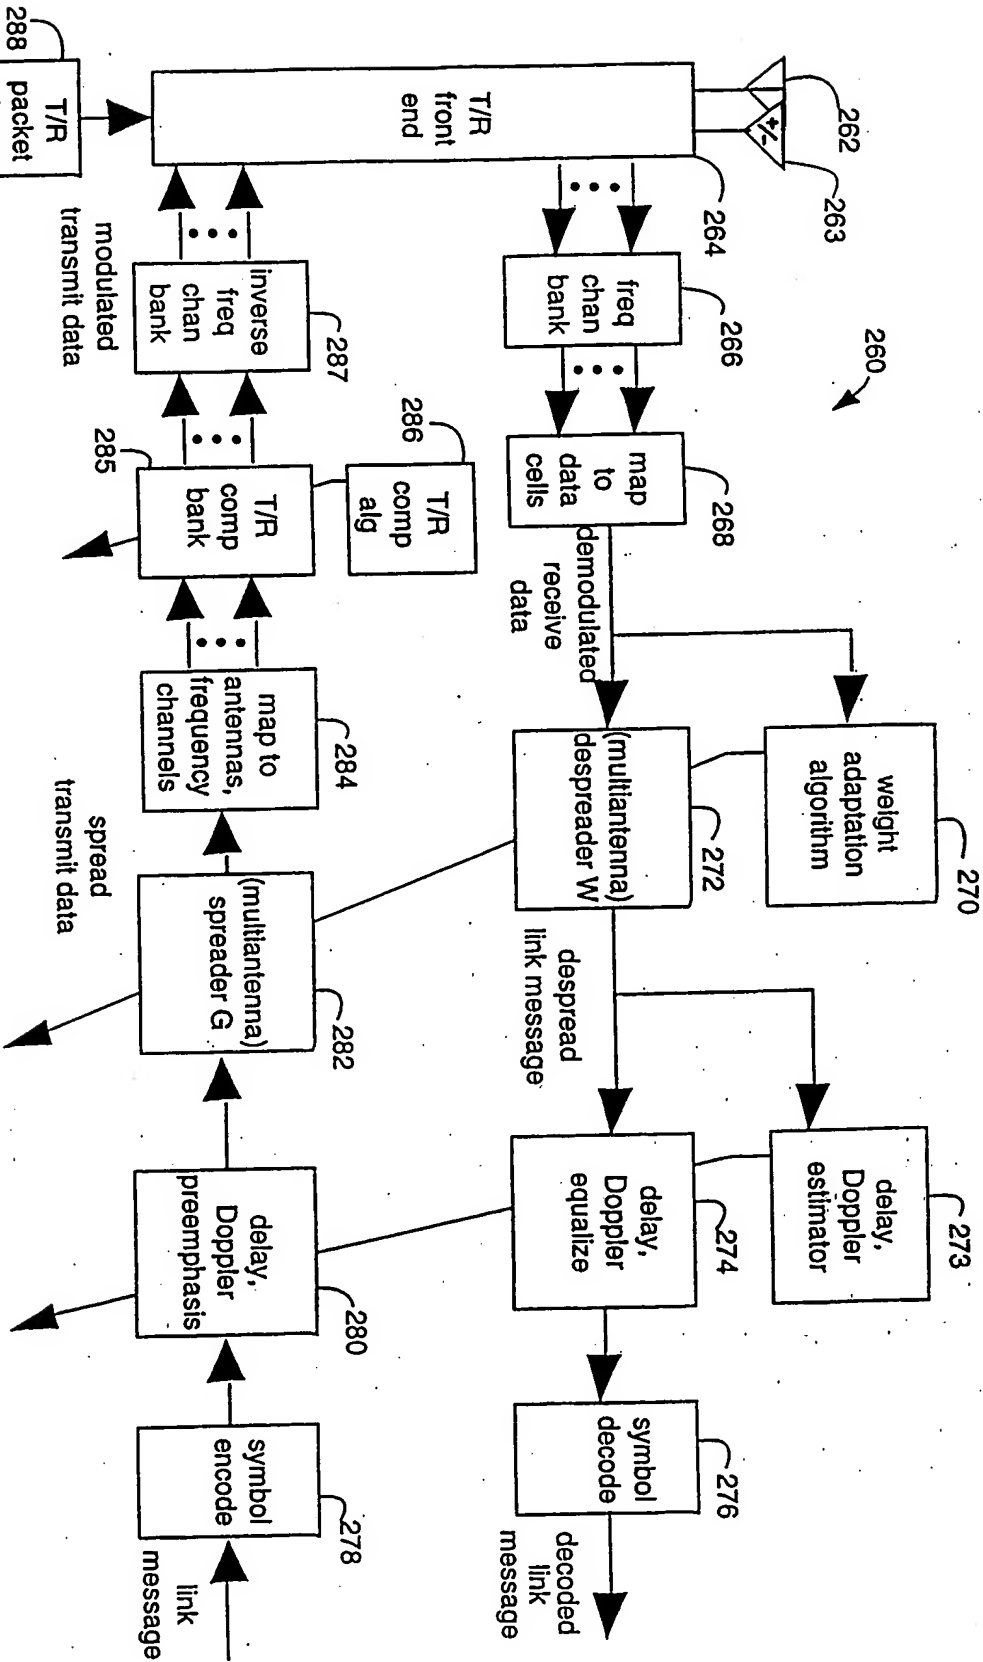 262
+/-
263
264
T/R
front
end
288
T/R
packet
260
freq
chan
bank
266
map
to
data
cells
268
demodulated
receive
data
weight
adaptation
algorithm
270
(multiantenna)
despreader W
272
despread
link message
delay,
Doppler
estimator
273
delay,
Doppler
equalize
274
symbol
decode
276
decoded
link
message
modulated
transmit data
inverse
freq
chan
bank
287
T/R
comp
bank
285
T/R
comp
alg
286
map to
antennas,
frequency
channels
284
spread
transmit data
(multiantenna)
spreader G
282
delay,
Doppler
preemphasis
280
symbol
encode
278
link
message